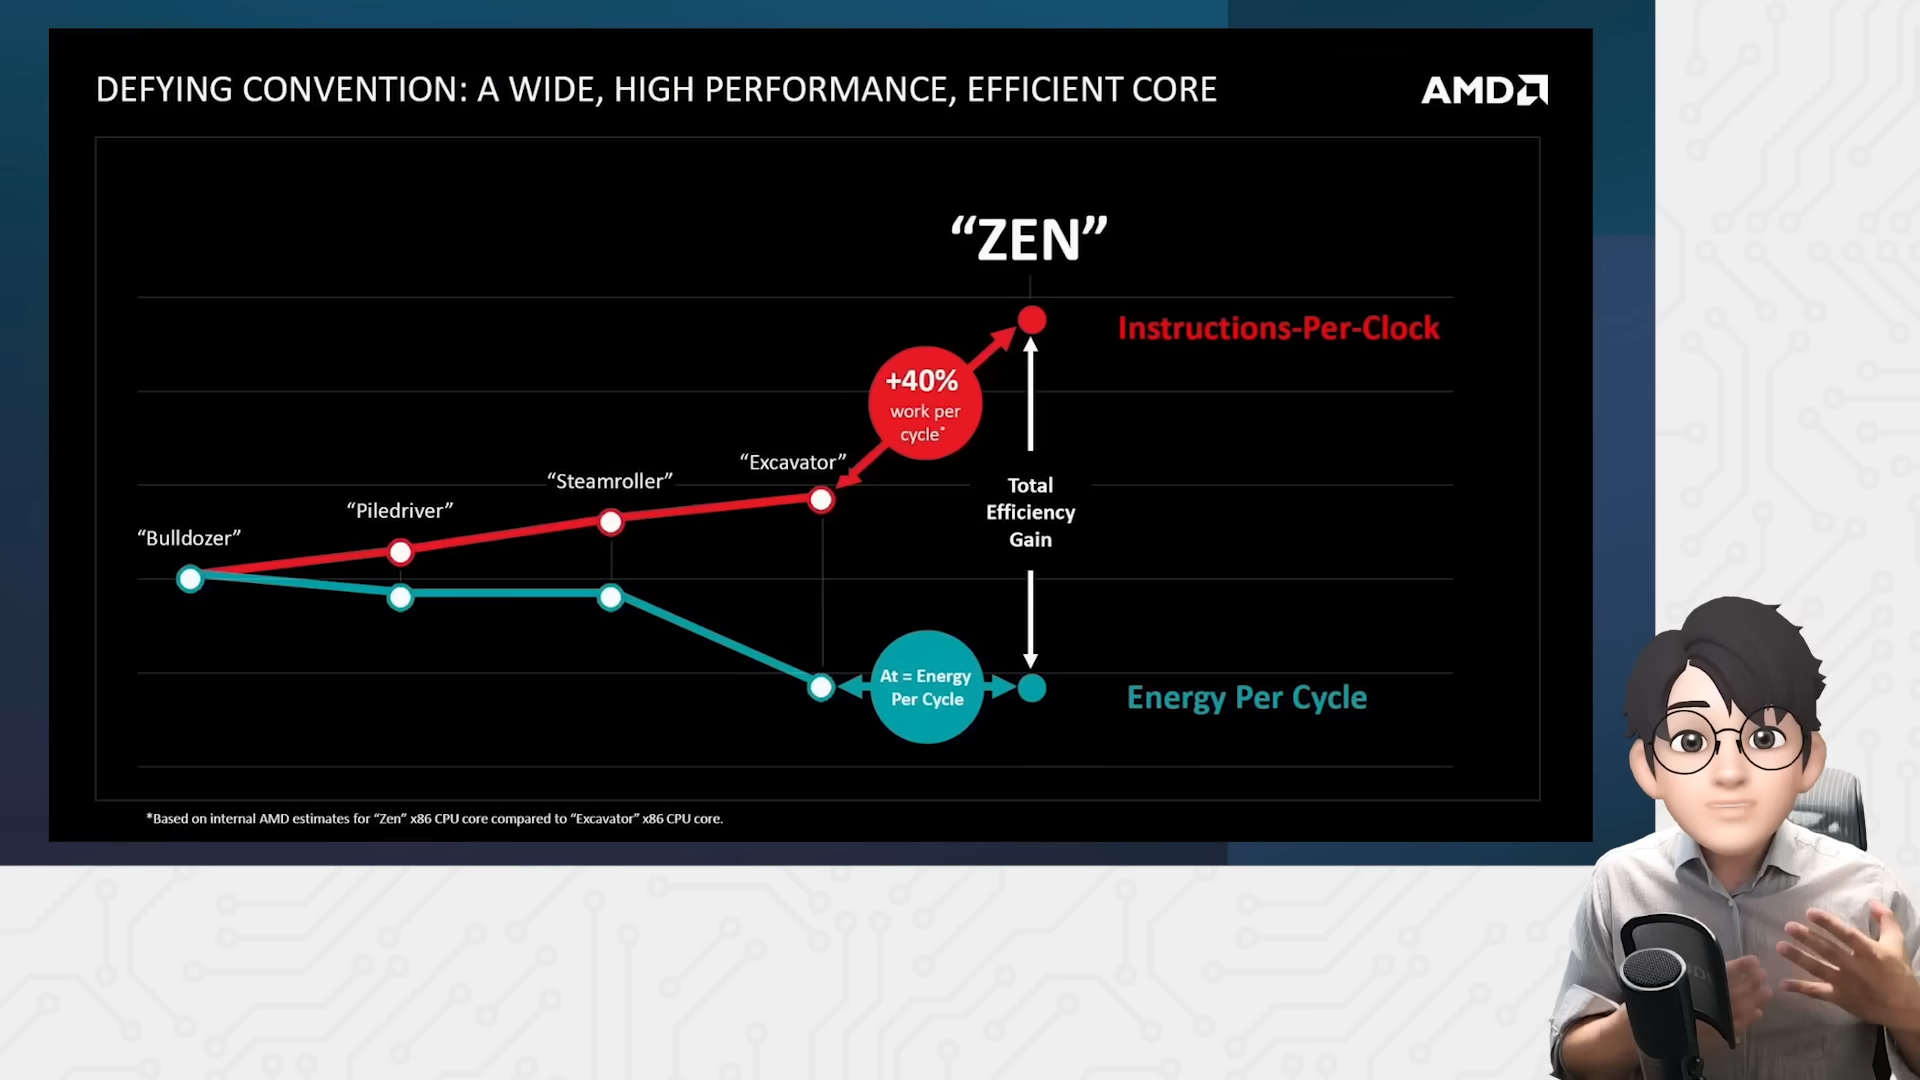 DEFYING CONVENTION: A WIDE, HIGH PERFORMANCE, EFFICIENT CORE
AMD
“ZEN”
Instructions-Per-Clock
+40%
work per
cycle*
“Excavator”
“Steamroller”
“Piledriver”
“Bulldozer”
Total
Efficiency
Gain
At = Energy
Per Cycle
Energy Per Cycle
*Based on internal AMD estimates for “Zen” x86 CPU core compared to “Excavator” x86 CPU core.